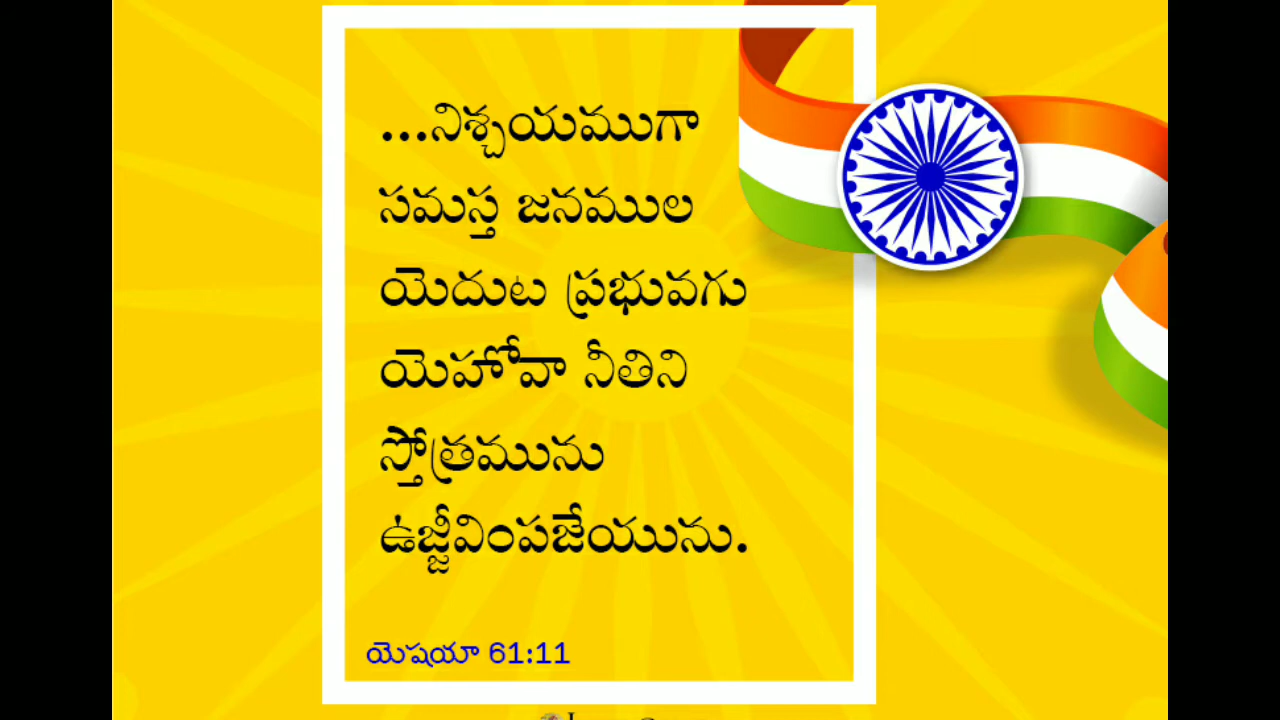 ...నిశ్చయముగా
సమస్త జనముల
యెదుట ప్రభువగు
యెహోవా నీతిని
స్తోత్రమును
ఉజ్జీవింపజేయును.
యెషయా 61:11